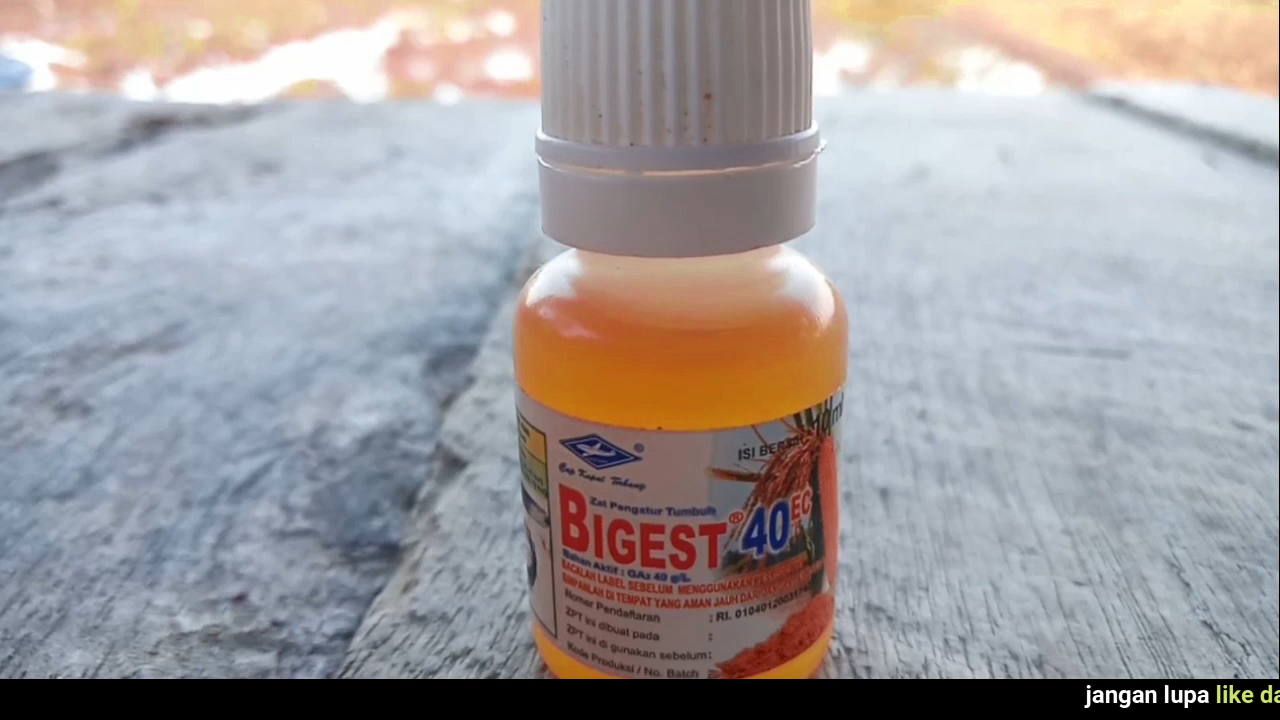 ISI BER
Cap Kapal Terbang
Zat Pengatur Tumbuh
BIGEST® 40 EC
Bahan Aktif : GA3 40 g/L
BACALAH LABEL SEBELUM MENGGUNAKAN
SIMPANLAH DI TEMPAT YANG AMAN JAUH DARI
Nomor Pendaftaran : RI.
ZPT ini dibuat pada :
ZPT ini di gunakan sebelum :
Kode Produksi / No. Batch
jangan lupa like da